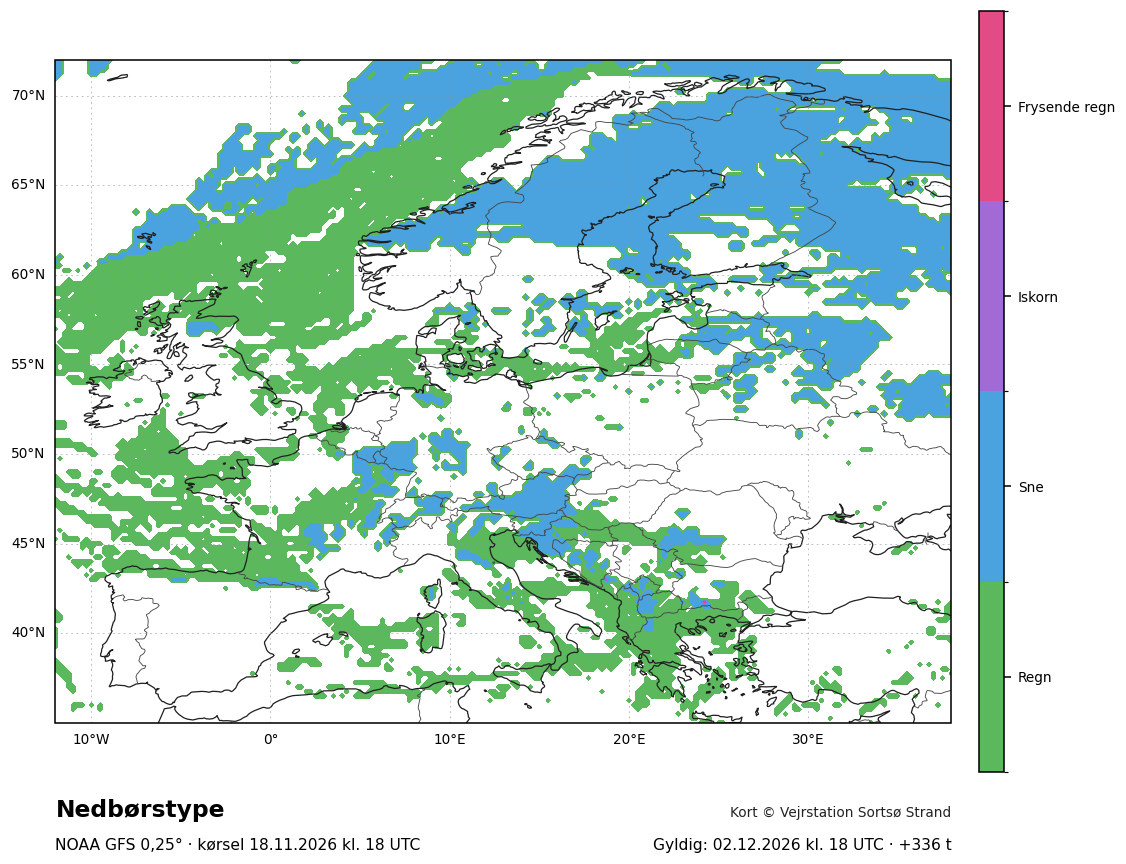 70°N
65°N
60°N
55°N
50°N
45°N
40°N
10°W 0° 10°E 20°E 30°E
Frysende regn
Iskorn
Sne
Regn
Nedbørstype
Kort © Vejrstation Sortsø Strand
NOAA GFS 0,25° · kørsel 18.11.2026 kl. 18 UTC
Gyldig: 02.12.2026 kl. 18 UTC · +336 t